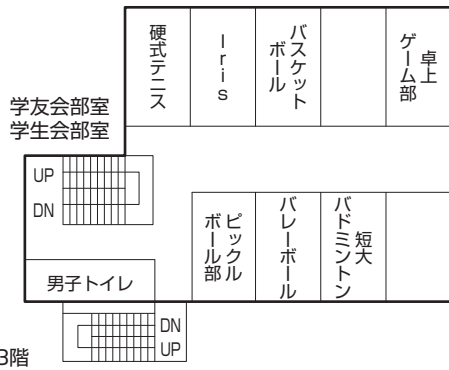 硬式テニス
Iris
バスケット
ボール
卓上
ゲーム部
学友会部室
学生会部室
UP
DN
ピックル
ボール部
バレーボール
短大
バドミントン
男子トイレ
DN
UP
3階